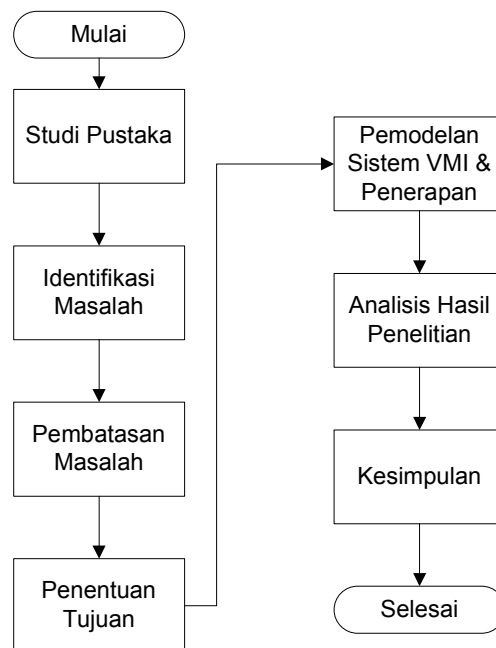 Mulai
Studi Pustaka
Identifikasi
Masalah
Pembatasan
Masalah
Penentuan
Tujuan
Pemodelan
Sistem VMI &
Penerapan
Analisis Hasil
Penelitian
Kesimpulan
Selesai